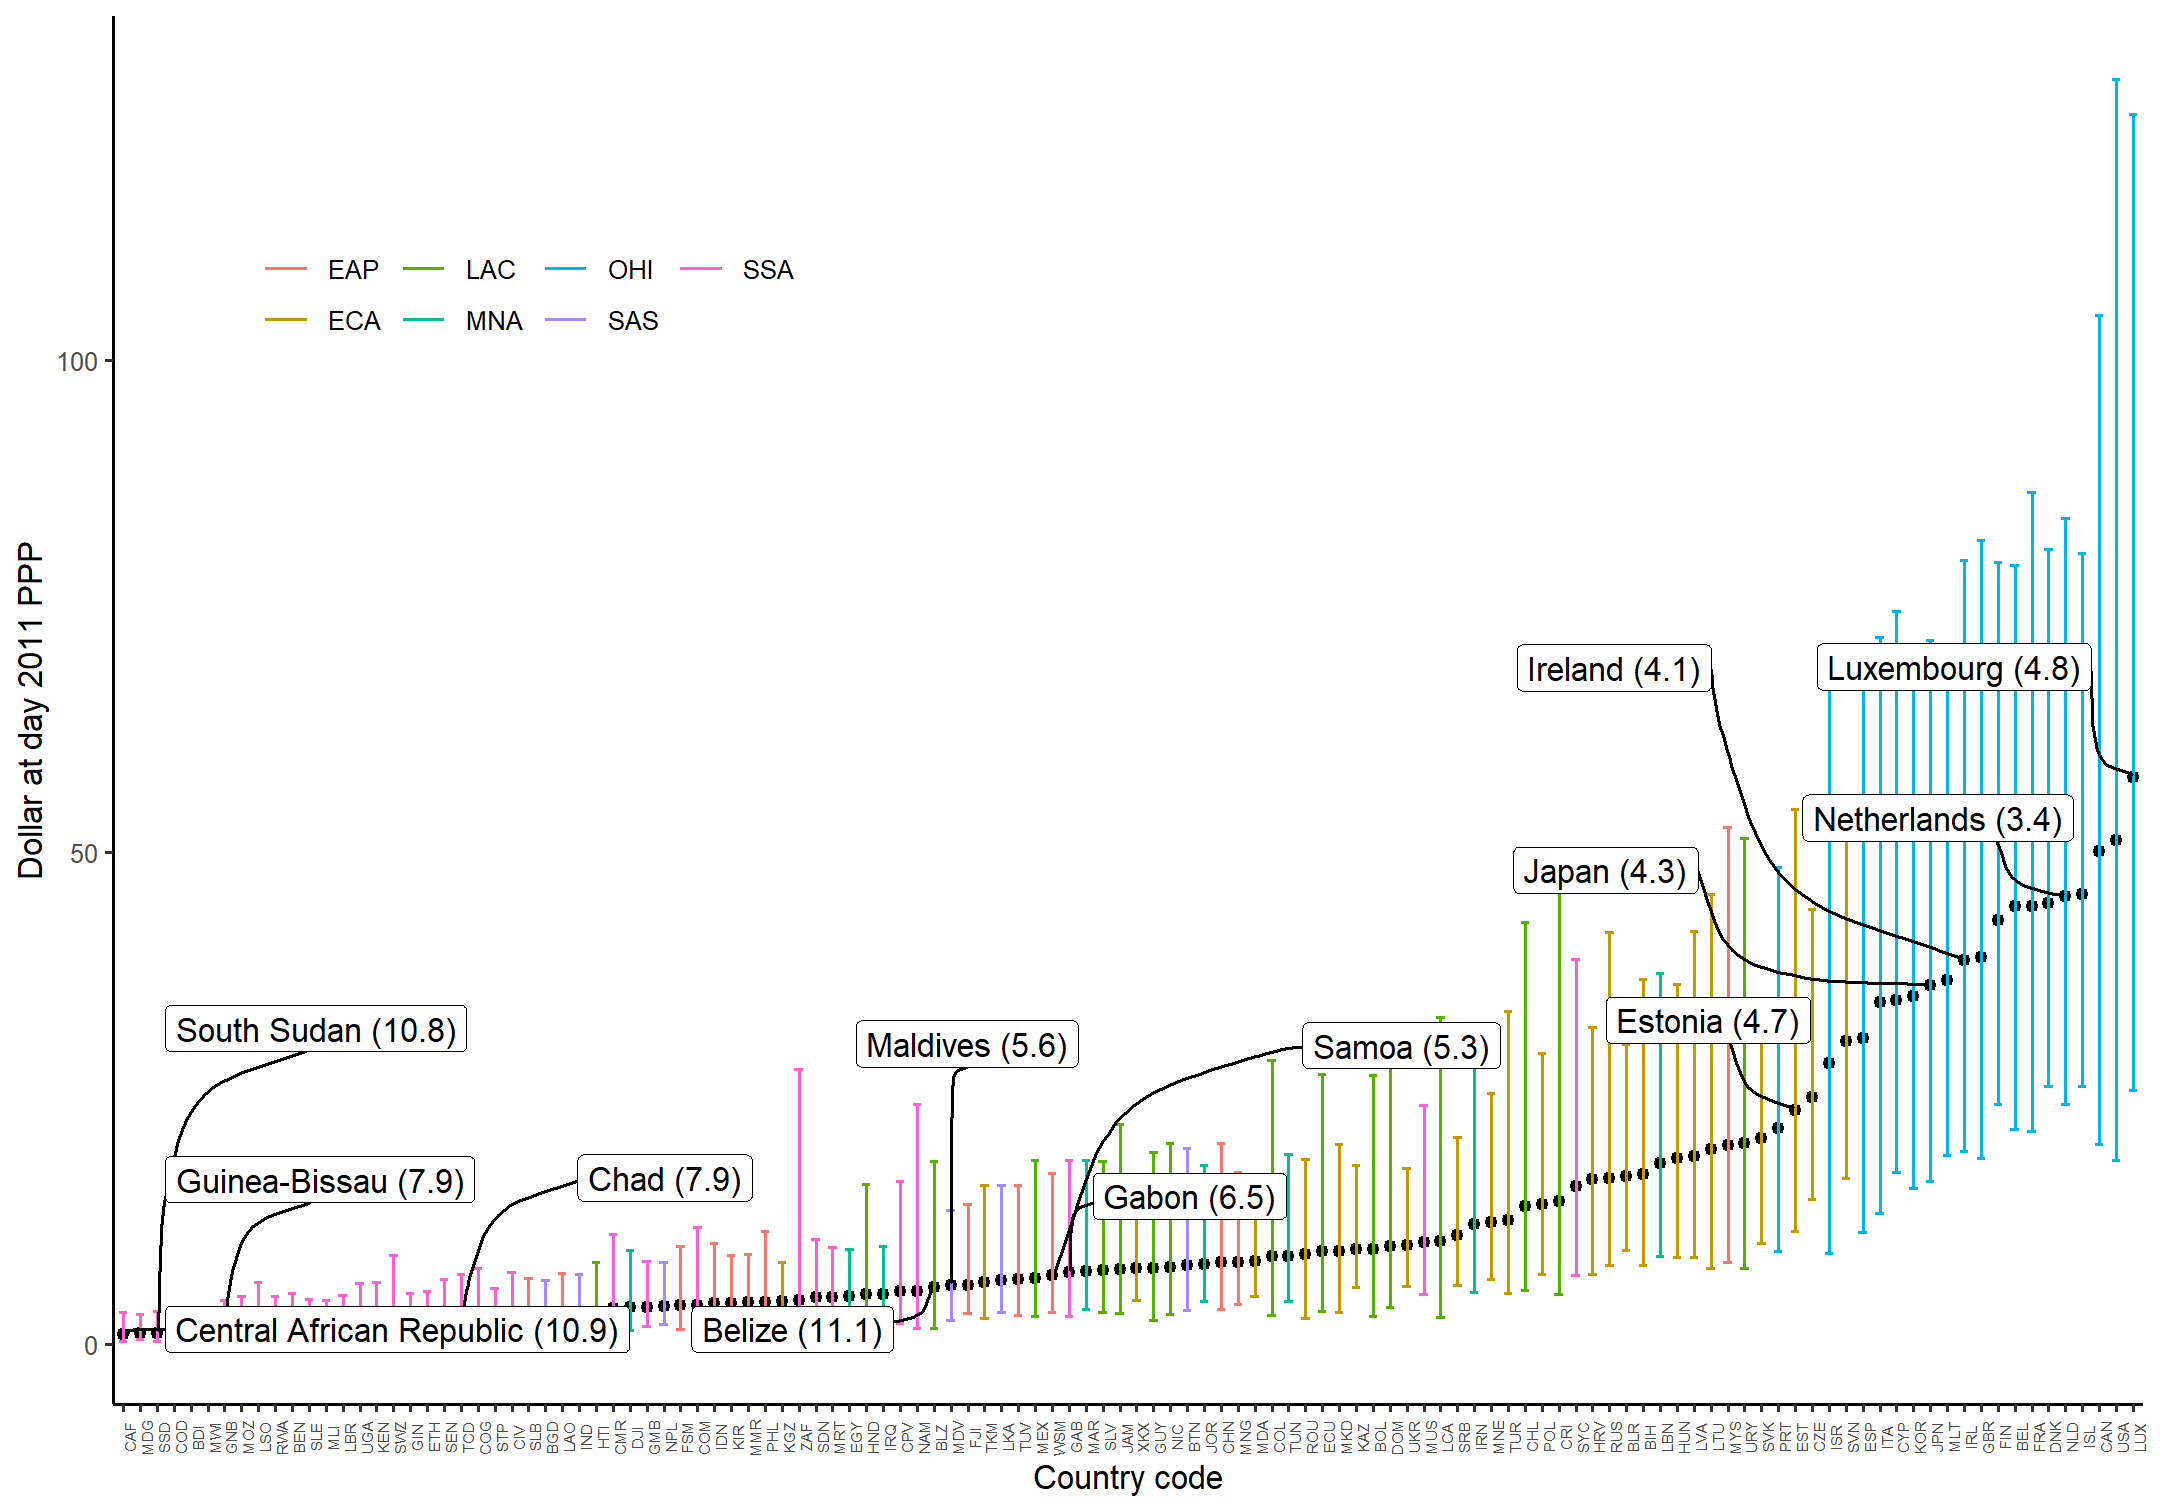 EAP LAC OHI SSA
ECA MNA SAS
100
50
0
Dollar at day 2011 PPP
Ireland (4.1)
Luxembourg (4.8)
Netherlands (3.4)
Japan (4.3)
Estonia (4.7)
South Sudan (10.8)
Maldives (5.6)
Samoa (5.3)
Guinea-Bissau (7.9)
Chad (7.9)
Gabon (6.5)
Central African Republic (10.9)
Belize (11.1)
CAF
MDG
SSD
COD
BDI
MWI
GNB
MOZ
LSO
RWA
BEN
SLE
MLI
LBR
UGA
KEN
SWZ
GIN
ETH
SEN
TCD
COG
STP
CIV
SLB
BGD
LAO
IND
HTI
CMR
DJI
GMB
NPL
FSM
COM
IDN
KIR
MMR
PHL
KGZ
ZAF
SDN
MRT
EGY
HND
IRQ
CPV
NAM
BLZ
MDV
FJI
TKM
LKA
TUV
MEX
WSM
GAB
MAR
SLV
JAM
XKX
GUY
NIC
BTN
JOR
CHN
MNG
MDA
COL
TUN
ROU
ECU
MKD
KAZ
BOL
DOM
UKR
MUS
LCA
SRB
IRN
MNE
TUR
CHL
POL
CRI
SYC
HRV
RUS
BLR
BIH
LBN
HUN
LVA
LTU
MYS
URY
SVK
PRT
EST
CZE
ISR
SVN
ESP
ITA
CYP
KOR
JPN
MLT
IRL
GBR
FIN
BEL
FRA
DNK
NLD
ISL
CAN
USA
LUX
Country code